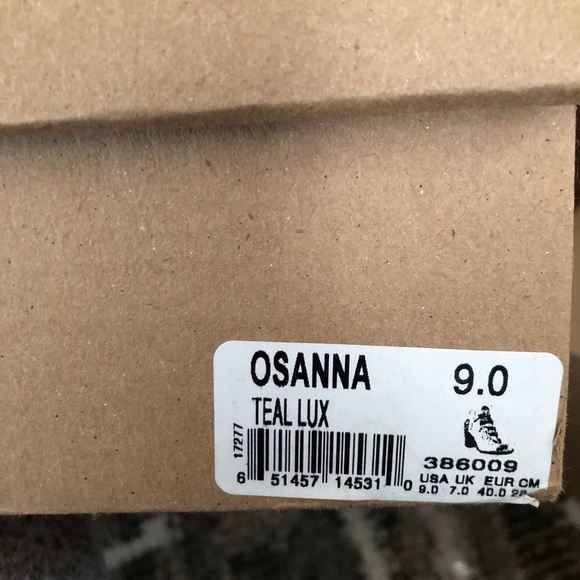 OSANNA 9.0
TEAL LUX
17277
6 51457 14531 0
386009
USA UK EUR CM
9.0 7.0 40.0